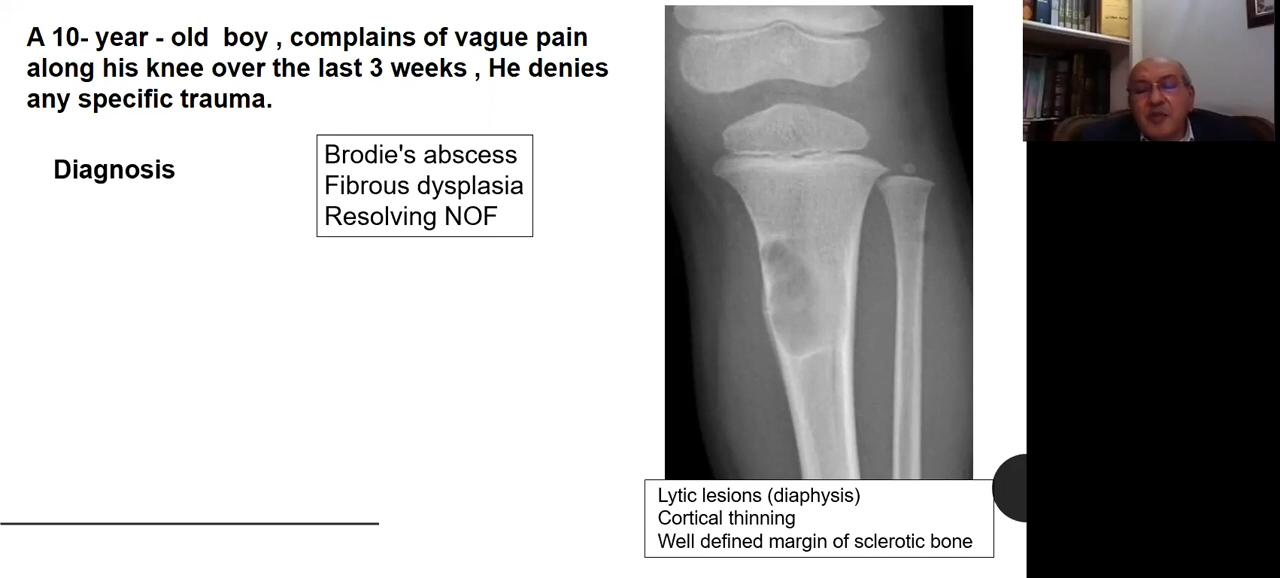 A 10- year - old  boy , complains of vague pain
along his knee over the last 3 weeks , He denies
any specific trauma.
Diagnosis
Brodie's abscess
Fibrous dysplasia
Resolving NOF
Lytic lesions (diaphysis)
Cortical thinning
Well defined margin of sclerotic bone